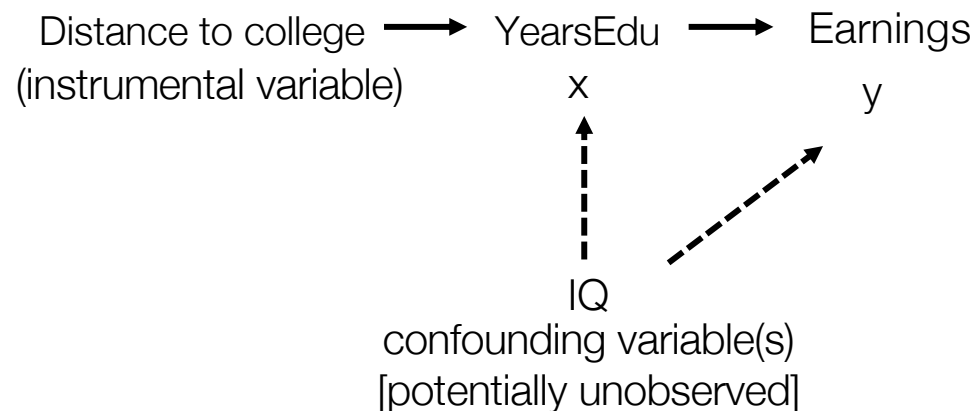 Distance to college YearsEdu Earnings
(instrumental variable) x y
IQ
confounding variable(s)
[potentially unobserved]